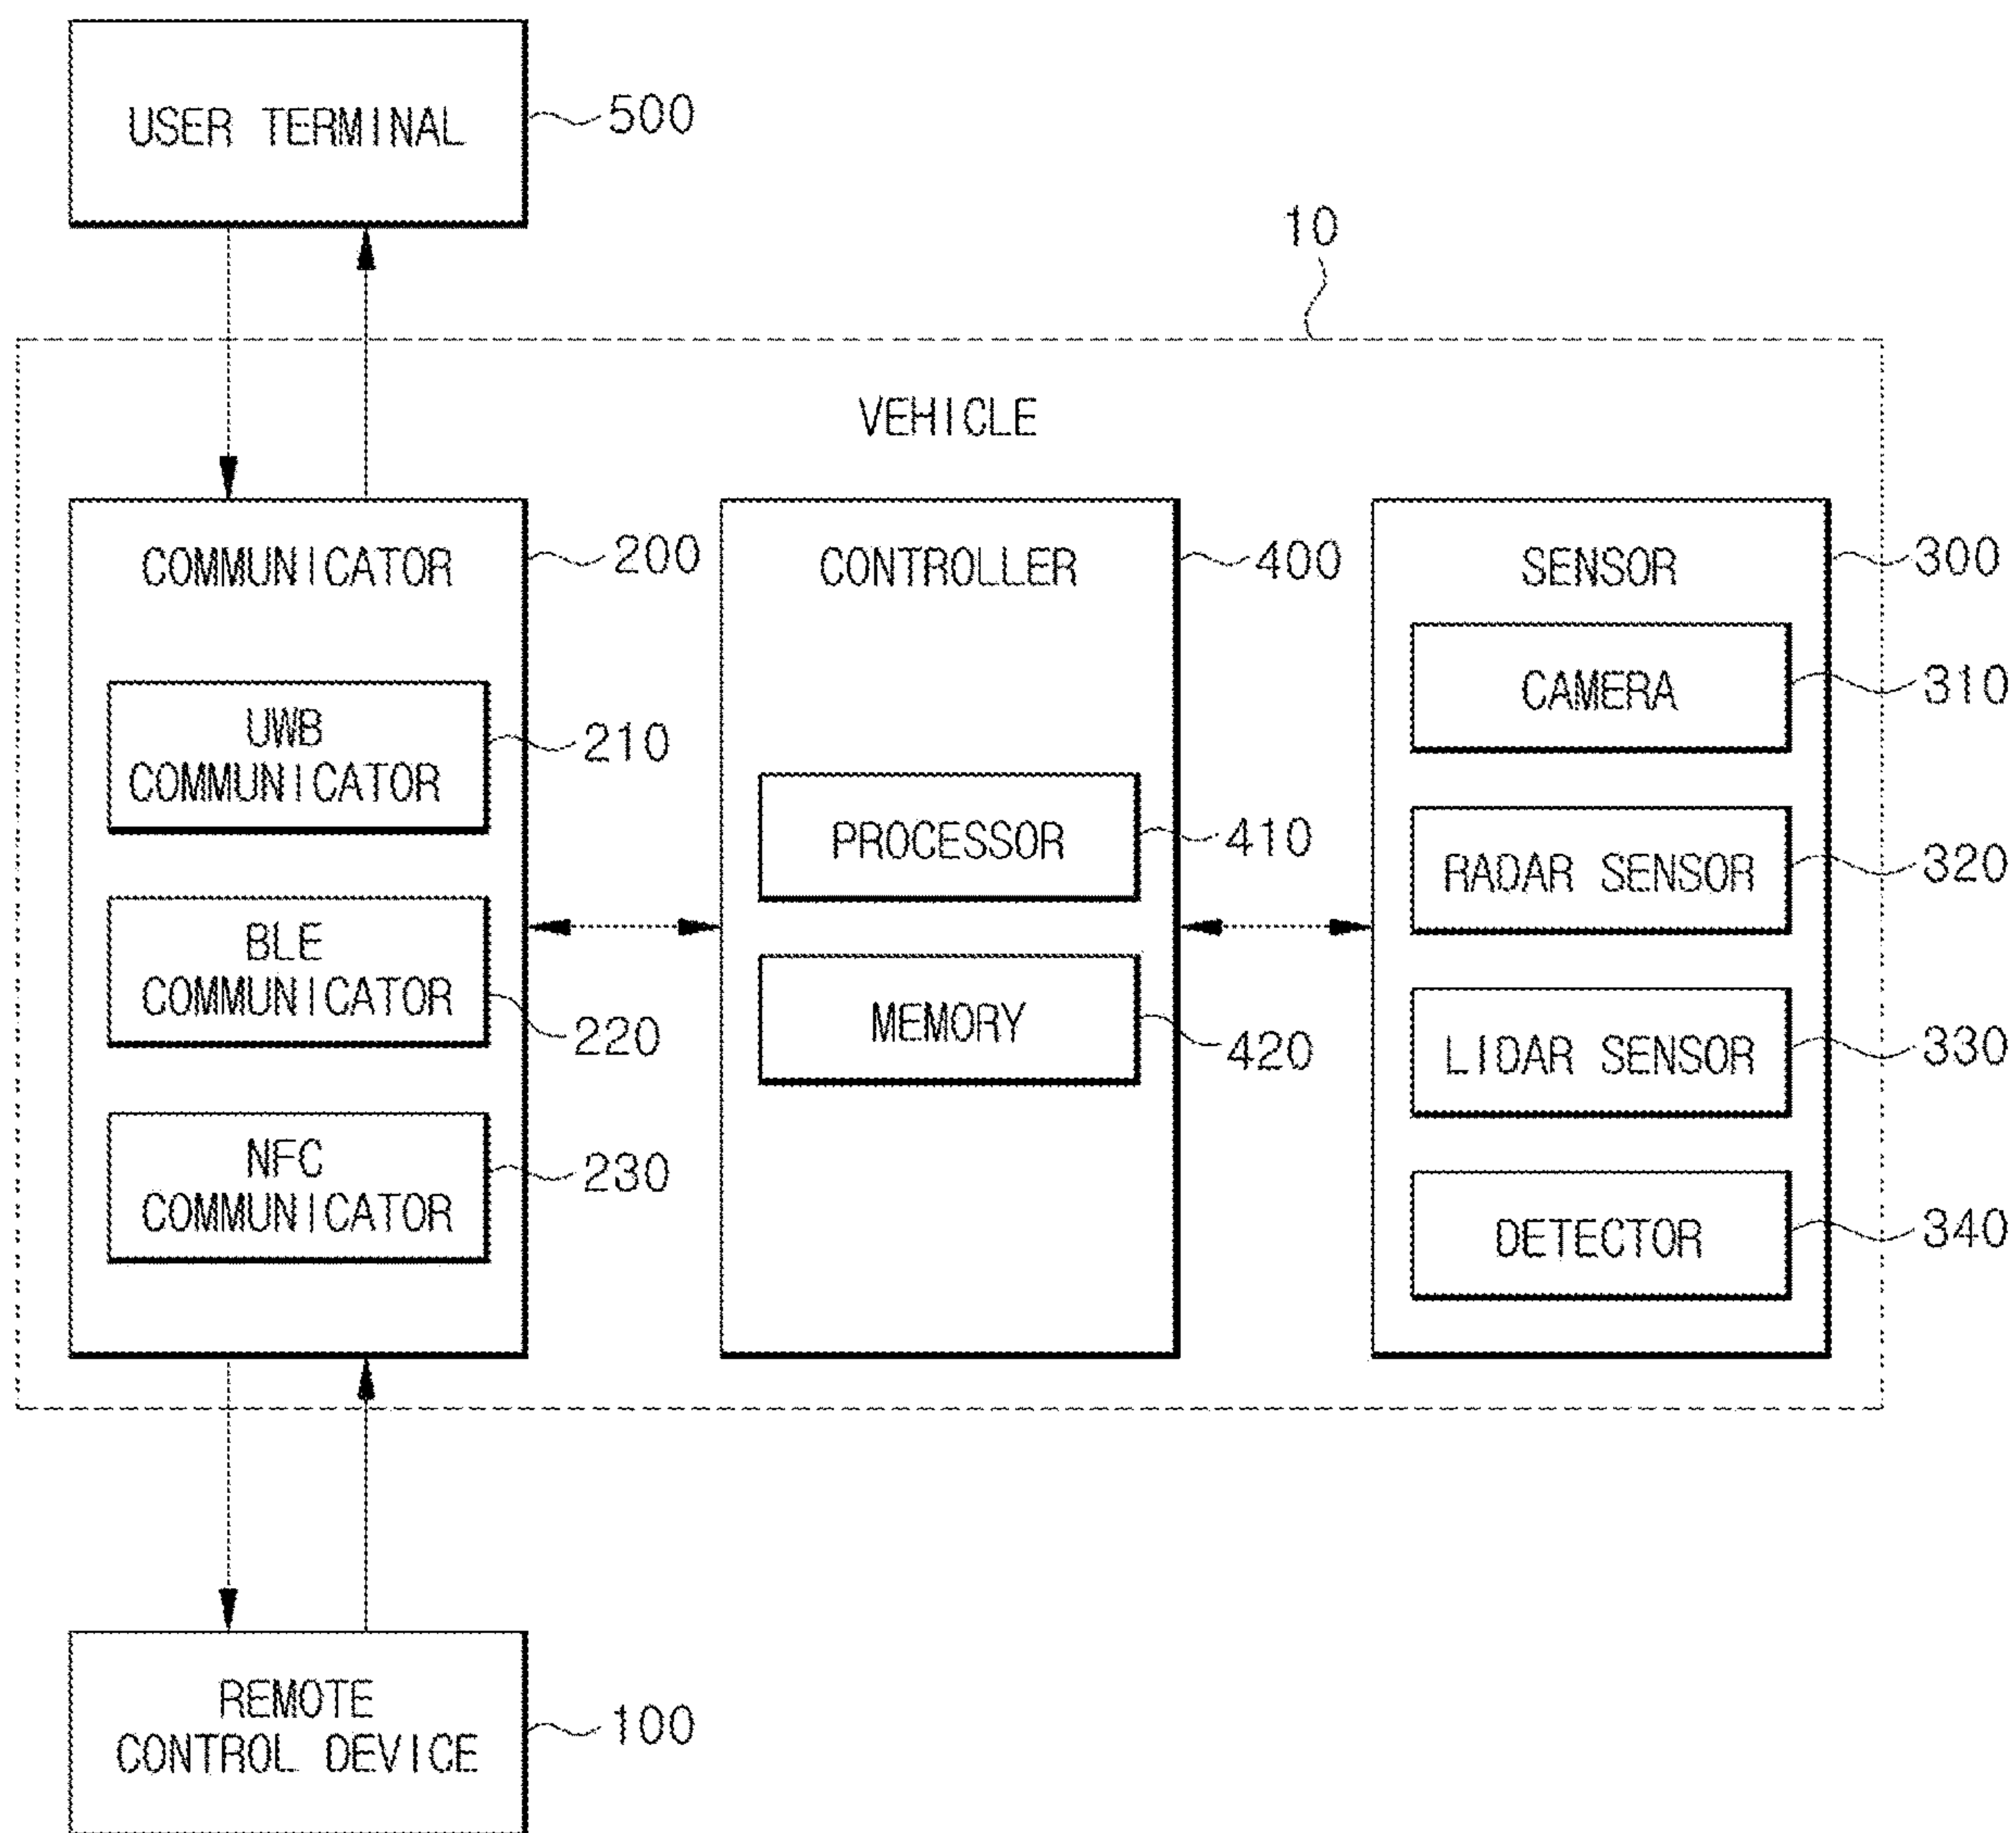 USER TERMINAL
500
10
VEHICLE
COMMUNICATOR
200
UWB
COMMUNICATOR
210
BLE
COMMUNICATOR
220
NFC
COMMUNICATOR
230
CONTROLLER
400
PROCESSOR
410
MEMORY
420
SENSOR
300
CAMERA
310
RADAR SENSOR
320
LIDAR SENSOR
330
DETECTOR
340
REMOTE
CONTROL DEVICE
100